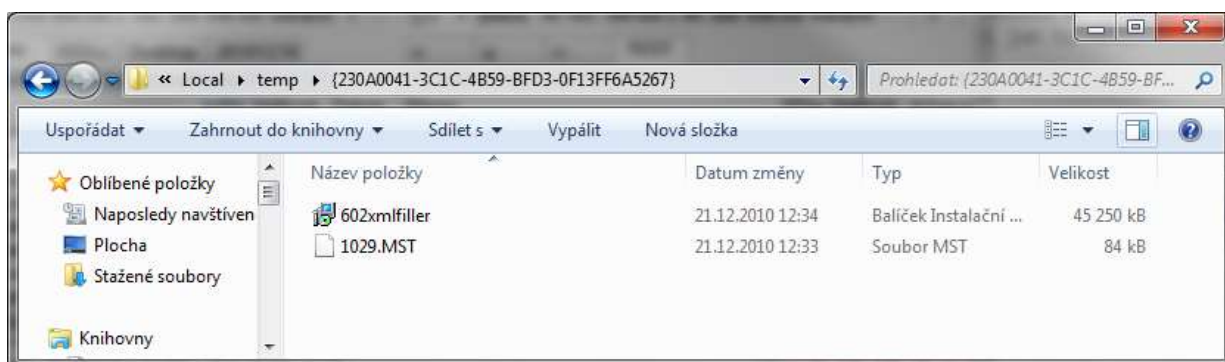 « Local ▸ temp ▸ {230A0041-3C1C-4B59-BFD3-0F13FF6A5267}
Prohledat: {230A0041-3C1C-4B59-BF...
Uspořádat Zahrnout do knihovny Sdílet s Vypálit Nová složka
Oblíbené položky
Naposledy navštíven
Plocha
Stažené soubory
Knihovny
Název položky Datum změny Typ Velikost
602xmlfiller 21.12.2010 12:34 Balíček Instalační ... 45 250 kB
1029.MST 21.12.2010 12:33 Soubor MST 84 kB